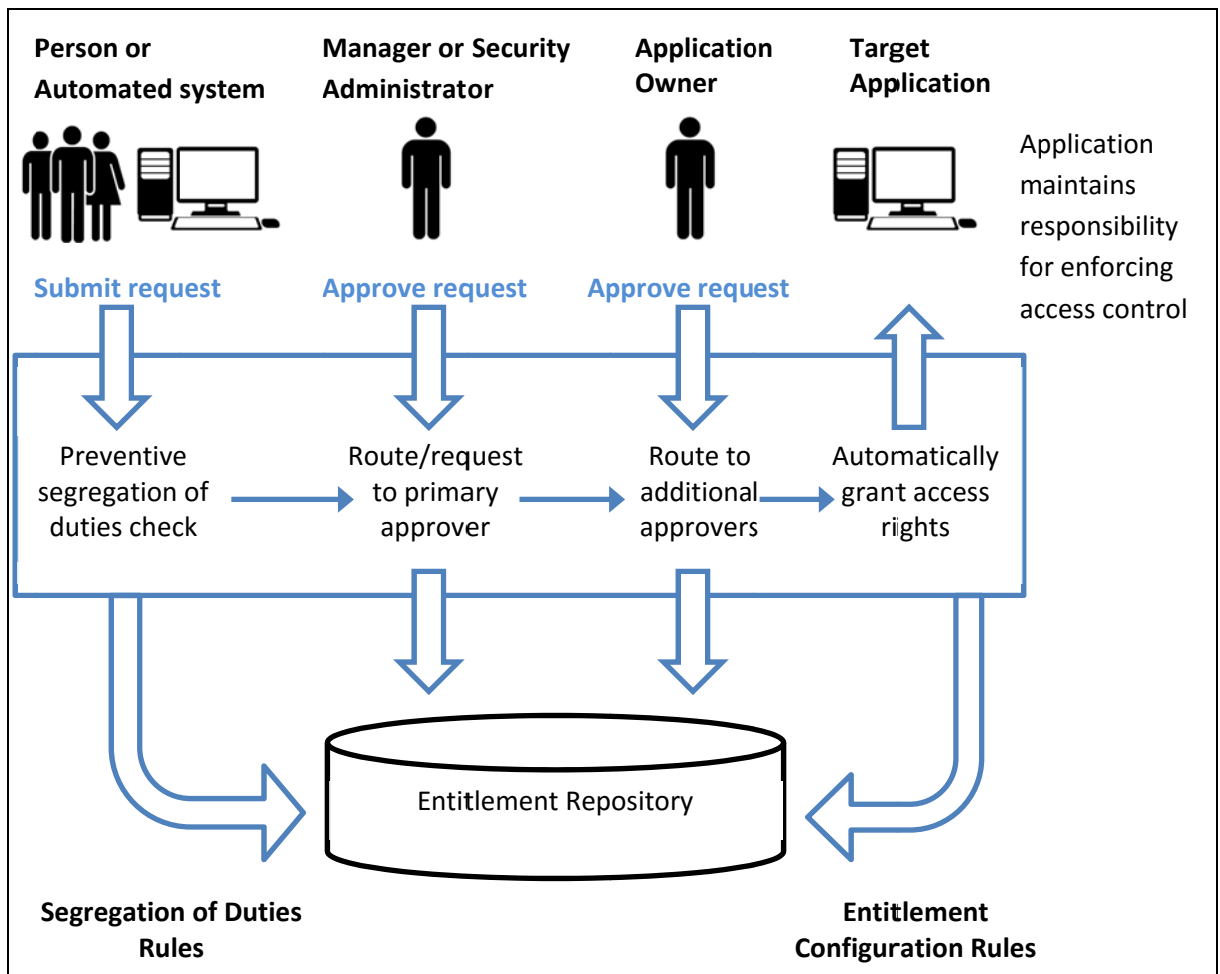 Person or
Automated system
Manager or Security
Administrator
Application
Owner
Target
Application
Application
maintains
responsibility
for enforcing
access control
Submit request
Approve request
Approve request
Preventive
segregation of
duties check
Route/request
to primary
approver
Route to
additional
approvers
Automatically
grant access
rights
Entitlement Repository
Segregation of Duties
Rules
Entitlement
Configuration Rules